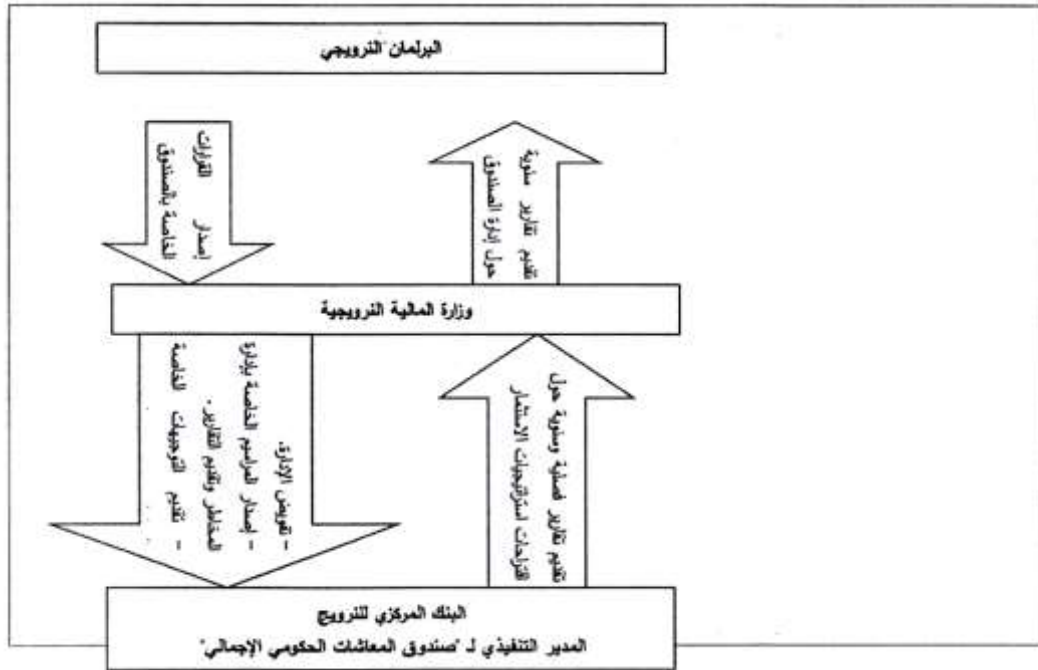 البرلمان النرويجي
إصدار القرارات
الخاصة بالصندوق
تقديم تقارير سنوية
حول إدارة الصندوق
وزارة المالية النرويجية
– تفويض الإدارة.
– إصدار المراسيم الخاصة بإدارة
المخاطر وتقديم التقارير.
– تقديم التوجيهات الخاصة
تقديم تقارير فصلية وسنوية حول
اقتراحات استراتيجيات الاستثمار
البنك المركزي للنرويج
المدير التنفيذي لـ "صندوق المعاشات الحكومي الإجمالي"